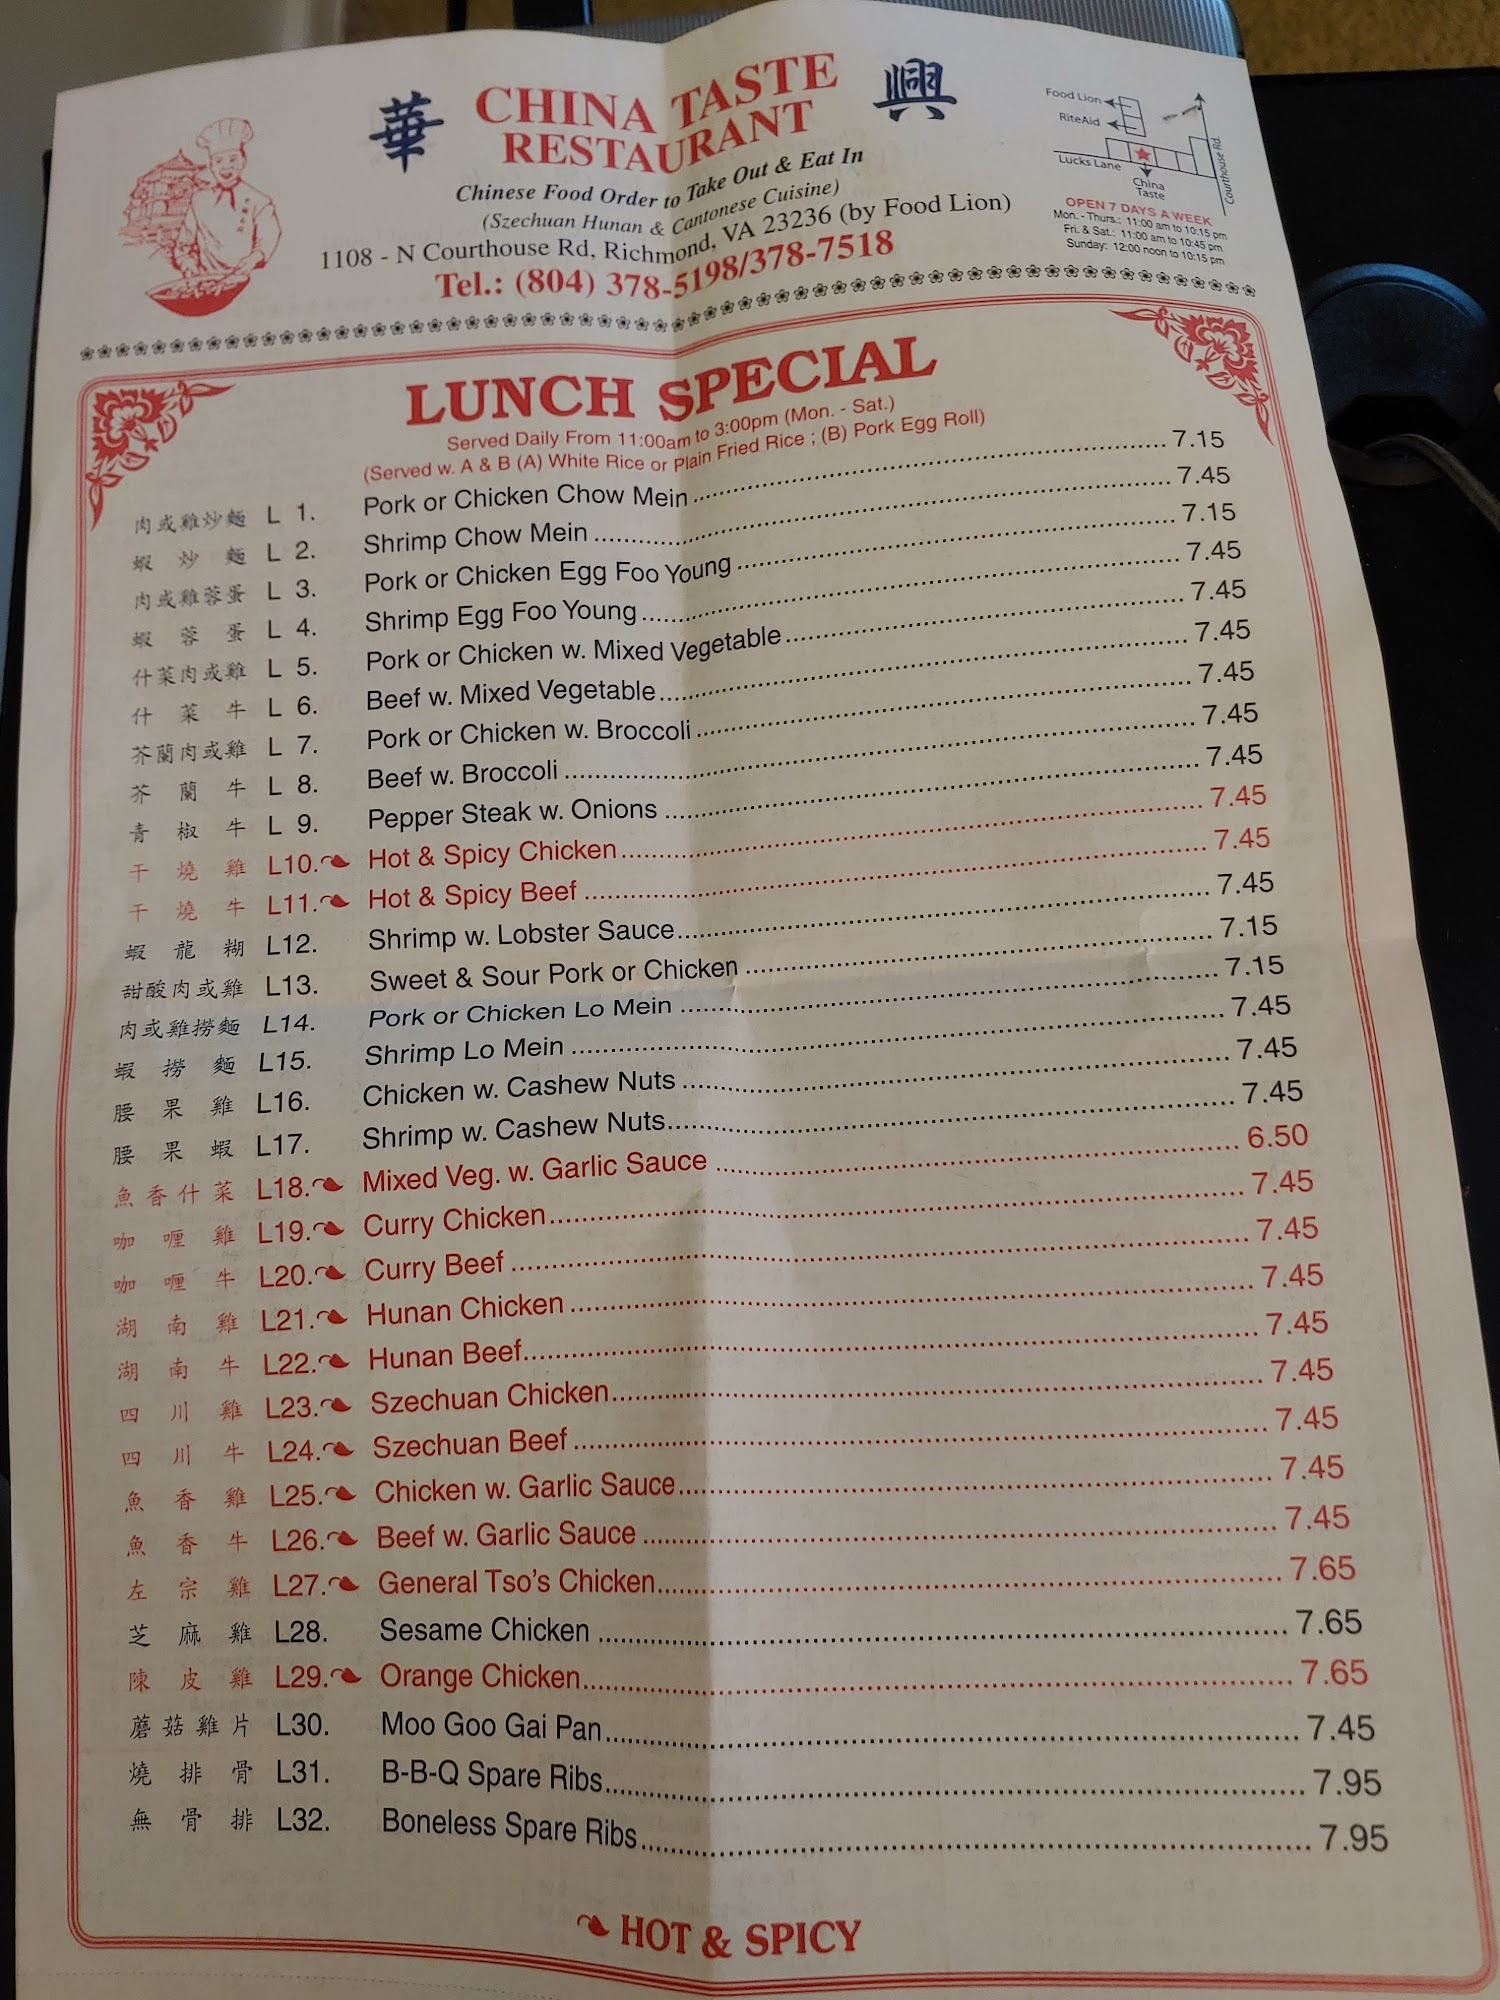 華 CHINA TASTE 興
RESTAURANT
Chinese Food Order to Take Out & Eat In
(Szechuan Hunan & Cantonese Cuisine)
1108 - N Courthouse Rd, Richmond, VA 23236 (by Food Lion)
Tel.: (804) 378-5198/378-7518
Food Lion
RiteAid
Lucks Lane
China
Taste
Courthouse Rd.
OPEN 7 DAYS A WEEK
Mon. - Thurs.: 11:00 am to 10:15 pm
Fri. & Sat.: 11:00 am to 10:45 pm
Sunday: 12:00 noon to 10:15 pm
LUNCH SPECIAL
Served Daily From 11:00am to 3:00pm (Mon. - Sat.)
(Served w. A & B (A) White Rice or Plain Fried Rice ; (B) Pork Egg Roll)
肉或雞炒麵 L 1. Pork or Chicken Chow Mein 7.15
蝦炒麵 L 2. Shrimp Chow Mein 7.45
肉或雞蓉蛋 L 3. Pork or Chicken Egg Foo Young 7.15
蝦蓉蛋 L 4. Shrimp Egg Foo Young 7.45
什菜肉或雞 L 5. Pork or Chicken w. Mixed Vegetable 7.45
什菜牛 L 6. Beef w. Mixed Vegetable 7.45
芥蘭肉或雞 L 7. Pork or Chicken w. Broccoli 7.45
芥蘭牛 L 8. Beef w. Broccoli 7.45
青椒牛 L 9. Pepper Steak w. Onions 7.45
干燒雞 L10. Hot & Spicy Chicken 7.45
干燒牛 L11. Hot & Spicy Beef 7.45
蝦龍糊 L12. Shrimp w. Lobster Sauce 7.45
甜酸肉或雞 L13. Sweet & Sour Pork or Chicken 7.15
肉或雞撈麵 L14. Pork or Chicken Lo Mein 7.15
蝦撈麵 L15. Shrimp Lo Mein 7.45
腰果雞 L16. Chicken w. Cashew Nuts 7.45
腰果蝦 L17. Shrimp w. Cashew Nuts 7.45
魚香什菜 L18. Mixed Veg. w. Garlic Sauce 6.50
咖喱雞 L19. Curry Chicken 7.45
咖喱牛 L20. Curry Beef 7.45
湖南雞 L21. Hunan Chicken 7.45
湖南牛 L22. Hunan Beef 7.45
四川雞 L23. Szechuan Chicken 7.45
四川牛 L24. Szechuan Beef 7.45
魚香雞 L25. Chicken w. Garlic Sauce 7.45
魚香牛 L26. Beef w. Garlic Sauce 7.45
左宗雞 L27. General Tso's Chicken 7.65
芝麻雞 L28. Sesame Chicken 7.65
陳皮雞 L29. Orange Chicken 7.65
蘑菇雞片 L30. Moo Goo Gai Pan 7.45
燒排骨 L31. B-B-Q Spare Ribs 7.95
無骨排 L32. Boneless Spare Ribs 7.95
HOT & SPICY